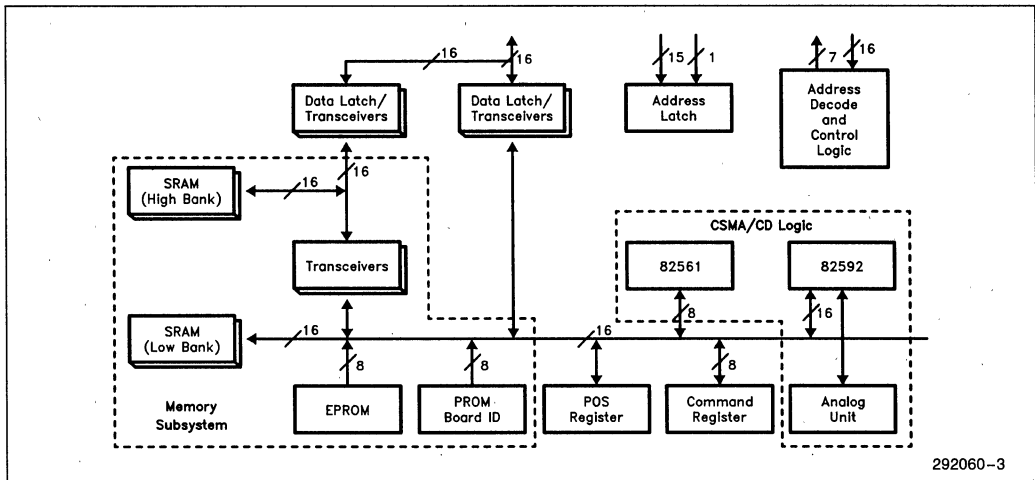 16
16
15
1
7
16
Data Latch/
Transceivers
Data Latch/
Transceivers
Address
Latch
Address
Decode
and
Control
Logic
16
SRAM
(High Bank)
16
CSMA/CD Logic
Transceivers
82561
82592
8
16
SRAM
(Low Bank)
16
16
8
8
8
Memory
Subsystem
EPROM
PROM
Board ID
POS
Register
Command
Register
Analog
Unit
292060-3